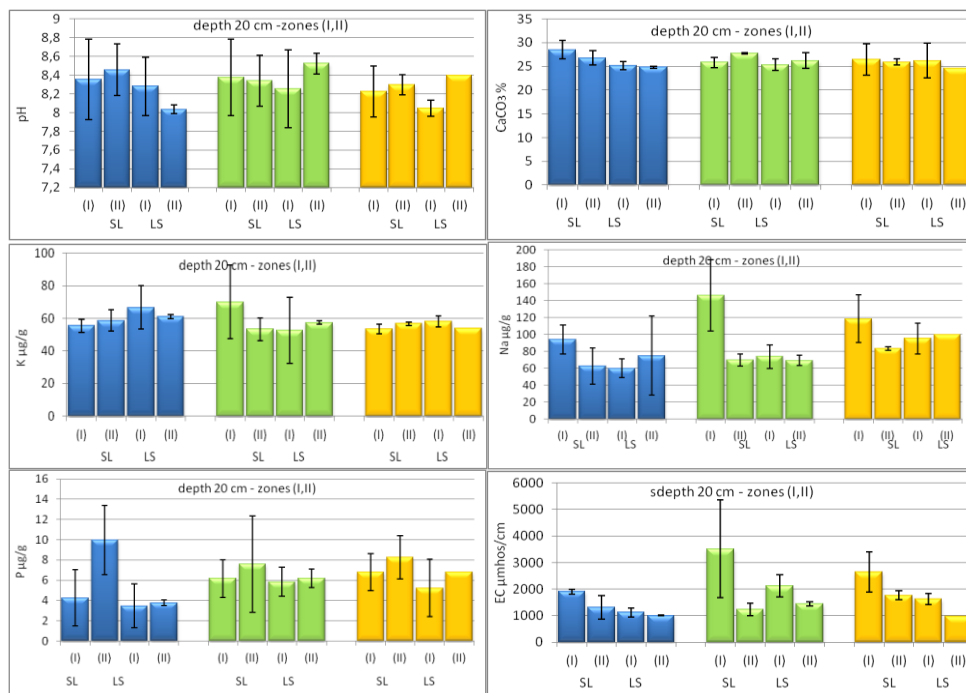 depth 20 cm - zones (I,II)
pH
9
8,8
8,6
8,4
8,2
8
7,8
7,6
7,4
7,2
(I) (II) (I) (II) (I) (II) (I) (II) (I) (II) (I) (II)
SL LS SL LS SL LS
depth 20 cm - zones (I,II)
CaCO3 %
35
30
25
20
15
10
5
0
(I) (II) (I) (II) (I) (II) (I) (II) (I) (II) (I) (II)
SL LS SL LS SL LS
depth 20 cm - zones (I,II)
K µg/g
100
80
60
40
20
0
(I) (II) (I) (II) (I) (II) (I) (II) (I) (II) (I) (II)
SL LS SL LS SL LS
depth 20 cm - zones (I,II)
Na µg/g
200
180
160
140
120
100
80
60
40
20
0
(I) (II) (I) (II) (I) (II) (I) (II) (I) (II) (I) (II)
SL LS SL LS SL LS
depth 20 cm - zones (I,II)
P µg/g
16
14
12
10
8
6
4
2
0
(I) (II) (I) (II) (I) (II) (I) (II) (I) (II) (I) (II)
SL LS SL LS SL LS
sdepth 20 cm - zones (I,II)
EC µmhos/cm
6000
5000
4000
3000
2000
1000
0
(I) (II) (I) (II) (I) (II) (I) (II) (I) (II) (I) (II)
SL LS SL LS SL LS